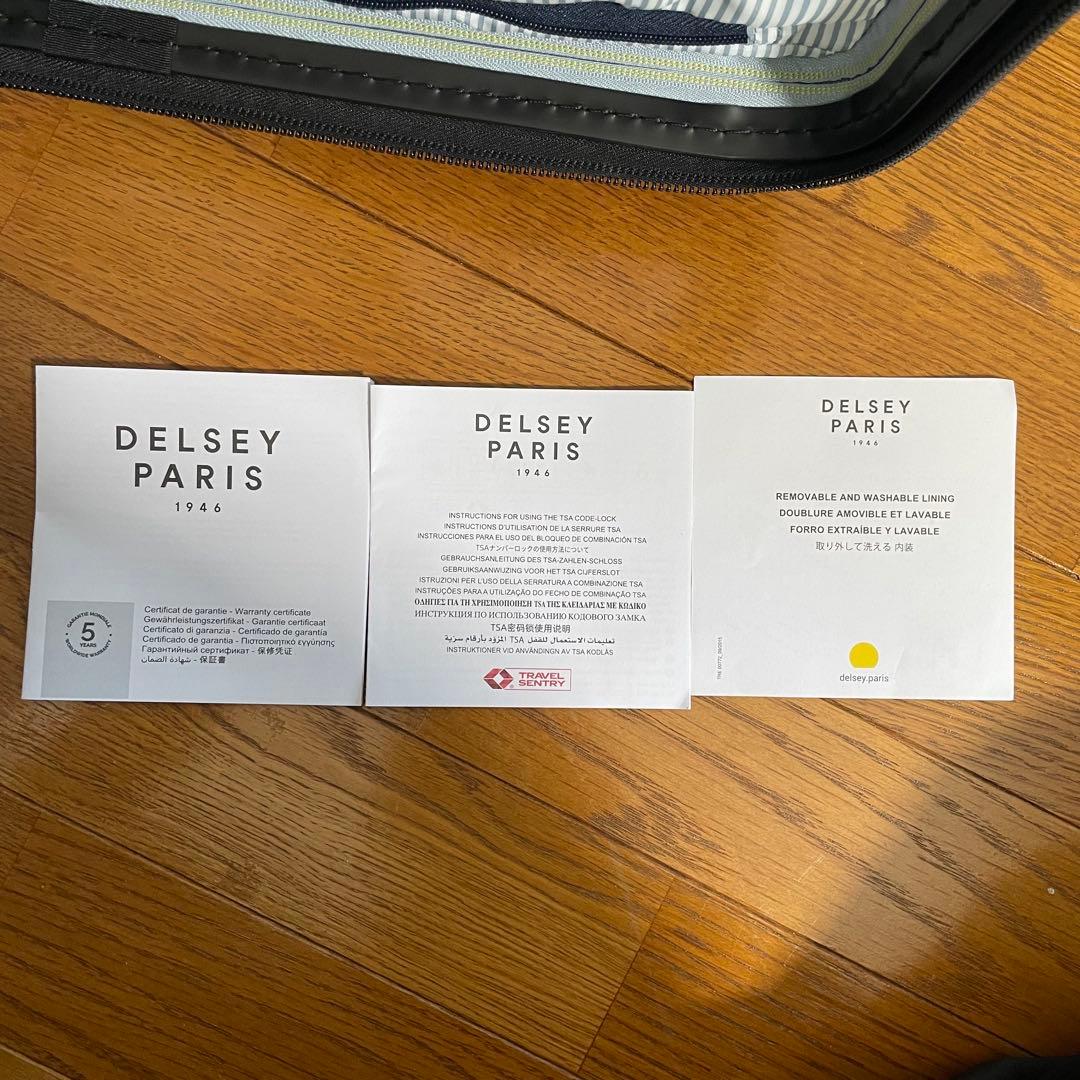 DELSEY
PARIS
1946
GARANTIE MONDIALE
5
YEARS
WORLDWIDE WARRANTY
Certificat de garantie - Warranty certificate
Gewährleistungszertifikat - Garantie certificaat
Certificato di garanzia - Certificado de garantía
Certificado de garantia - Πιστοποιητικό εγγύησης
Гарантийный сертификат - 保修凭证
شهادة الضمان - 保証書
DELSEY
PARIS
1946
INSTRUCTIONS FOR USING THE TSA CODE-LOCK
INSTRUCTIONS D'UTILISATION DE LA SERRURE TSA
INSTRUCCIONES PARA EL USO DEL BLOQUEO DE COMBINACIÓN TSA
TSAナンバーロックの使用方法について
GEBRAUCHSANLEITUNG DES TSA-ZAHLEN-SCHLOSS
GEBRUIKSAANWIJZING VOOR HET TSA CIJFERSLOT
ISTRUZIONI PER L'USO DELLA SERRATURA A COMBINAZIONE TSA
INSTRUÇÕES PARA A UTILIZAÇÃO DO FECHO DE COMBINAÇÃO TSA
ΟΔΗΓΙΕΣ ΓΙΑ ΤΗ ΧΡΗΣΙΜΟΠΟΙΗΣΗ TSA ΤΗΣ ΚΛΕΙΔΑΡΙΑΣ ΜΕ ΚΩΔΙΚΟ
ИНСТРУКЦИЯ ПО ИСПОЛЬЗОВАНИЮ КОДОВОГО ЗАМКА
TSA密码锁使用说明
تعليمات الاستعمال للقفل TSA المزوّد بأرقام سرية
INSTRUKTIONER VID ANVÄNDNINGN AV TSA KODLÅS
TRAVEL
SENTRY
DELSEY
PARIS
1946
REMOVABLE AND WASHABLE LINING
DOUBLURE AMOVIBLE ET LAVABLE
FORRO EXTRAÍBLE Y LAVABLE
取り外して洗える 内装
delsey.paris